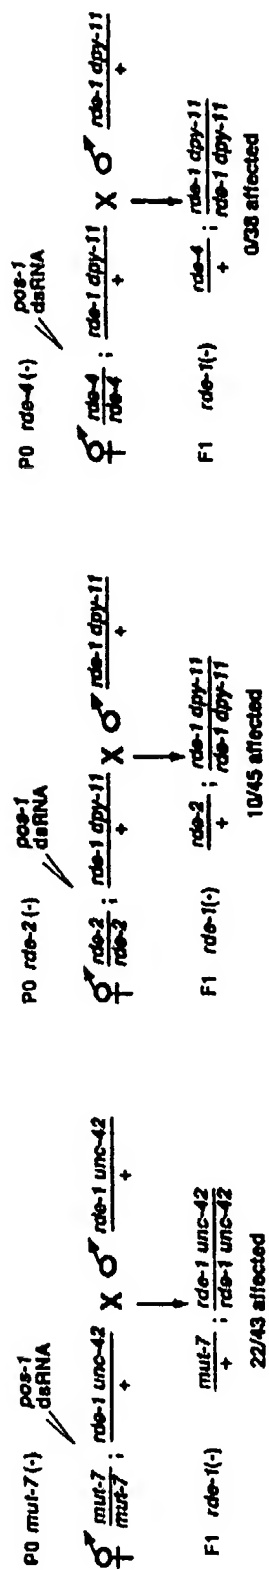 P0 mut-7 (-)
pos-1
dsRNA
mut-7
mut-7
;
rde-1 unc-42
+
X
rde-1 unc-42
+
F1 rde-1(-)
mut-7
+
;
rde-1 unc-42
rde-1 unc-42
22/43 affected
P0 rde-2 (-)
pos-1
dsRNA
rde-2
rde-2
;
rde-1 dpy-11
+
X
rde-1 dpy-11
+
F1 rde-1(-)
rde-2
+
;
rde-1 dpy-11
rde-1 dpy-11
10/45 affected
P0 rde-4 (-)
pos-1
dsRNA
rde-4
rde-4
;
rde-1 dpy-11
+
X
rde-1 dpy-11
+
F1 rde-1(-)
rde-4
+
;
rde-1 dpy-11
rde-1 dpy-11
0/38 affected